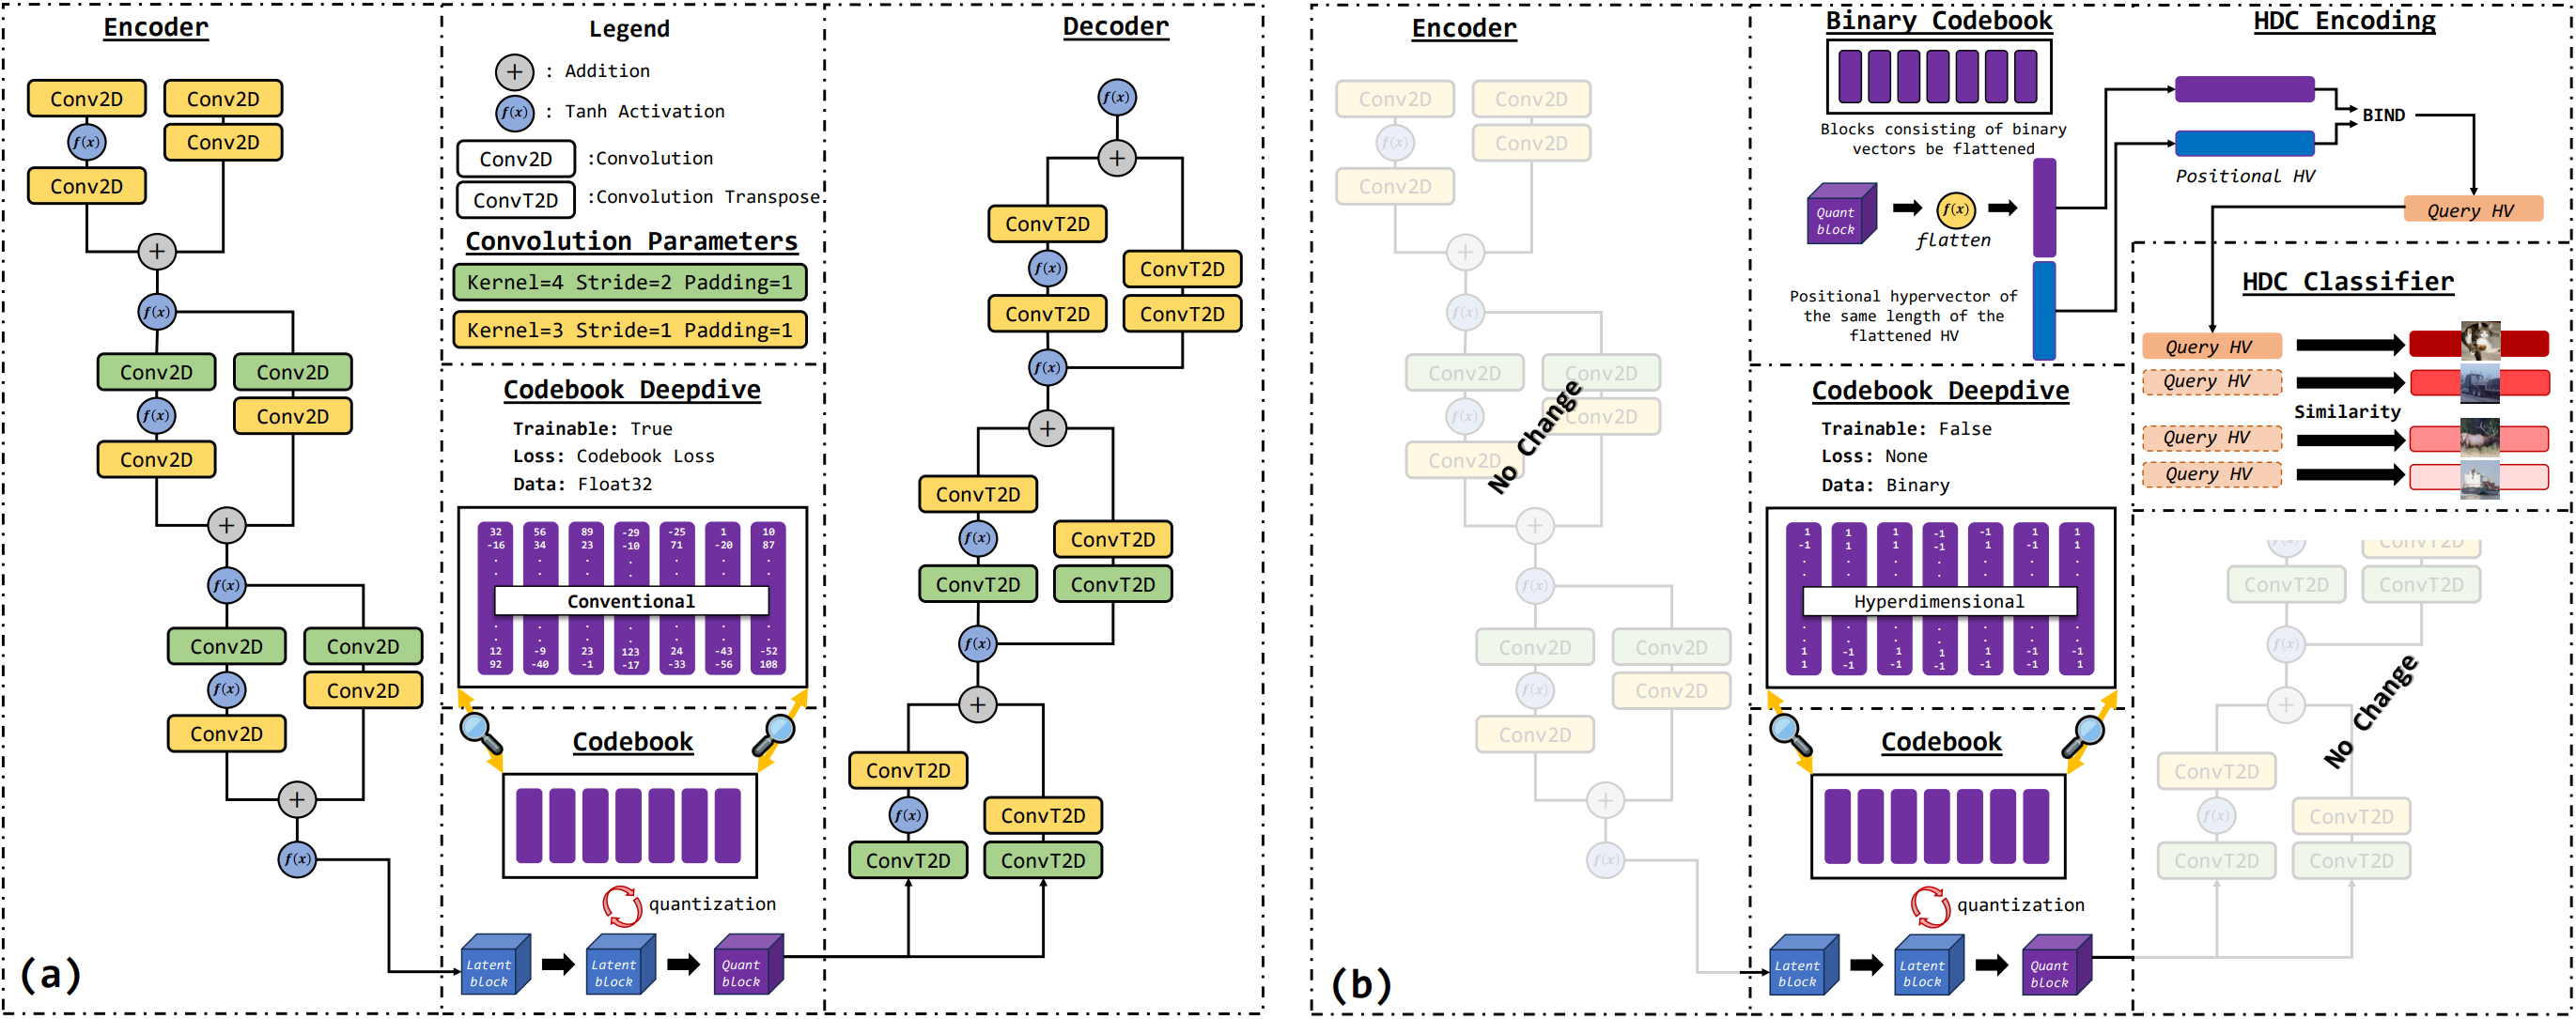 Encoder
Conv2D
Conv2D
f(x)
Conv2D
Conv2D
+
f(x)
Conv2D
Conv2D
f(x)
Conv2D
Conv2D
+
f(x)
Conv2D
Conv2D
f(x)
Conv2D
Conv2D
+
f(x)
(a)
Legend
+ : Addition
f(x) : Tanh Activation
Conv2D :Convolution
ConvT2D :Convolution Transpose
Convolution Parameters
Kernel=4 Stride=2 Padding=1
Kernel=3 Stride=1 Padding=1
Codebook Deepdive
Trainable: True
Loss: Codebook Loss
Data: Float32
32 56 89 -29 -25 1 10
-16 34 23 -10 71 -20 87
Conventional
12 -9 23 123 24 -43 -52
92 -40 -1 -17 -33 -56 108
Codebook
quantization
Latent block
Latent block
Quant block
Decoder
f(x)
+
ConvT2D
f(x)
ConvT2D
ConvT2D
ConvT2D
f(x)
+
ConvT2D
f(x)
ConvT2D
ConvT2D
ConvT2D
f(x)
+
ConvT2D
f(x)
ConvT2D
ConvT2D
ConvT2D
Encoder
Conv2D
Conv2D
f(x)
Conv2D
Conv2D
+
f(x)
Conv2D
Conv2D
f(x)
Conv2D
Conv2D
No Change
+
f(x)
Conv2D
Conv2D
f(x)
Conv2D
Conv2D
+
f(x)
(b)
Binary Codebook
Blocks consisting of binary
vectors be flattened
Quant block
f(x)
flatten
Positional hypervector of
the same length of the
flattened HV
Codebook Deepdive
Trainable: False
Loss: None
Data: Binary
1 1 1 -1 -1 1 1
-1 1 1 -1 1 -1 1
Hyperdimensional
1 1 1 1 1 -1 -1
1 -1 -1 -1 -1 -1 1
Codebook
quantization
Latent block
Latent block
Quant block
HDC Encoding
BIND
Positional HV
Query HV
HDC Classifier
Query HV
Query HV
Similarity
Query HV
Query HV
f(x)
ConvT2D
ConvT2D
ConvT2D
f(x)
No Change
+
ConvT2D
f(x)
ConvT2D
ConvT2D
ConvT2D